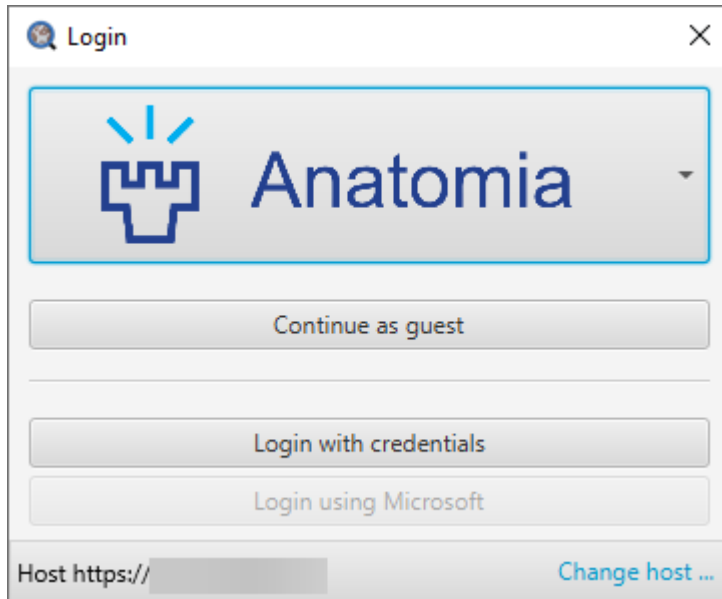 Login
Anatomia
Continue as guest
Login with credentials
Login using Microsoft
Host https://
Change host ...